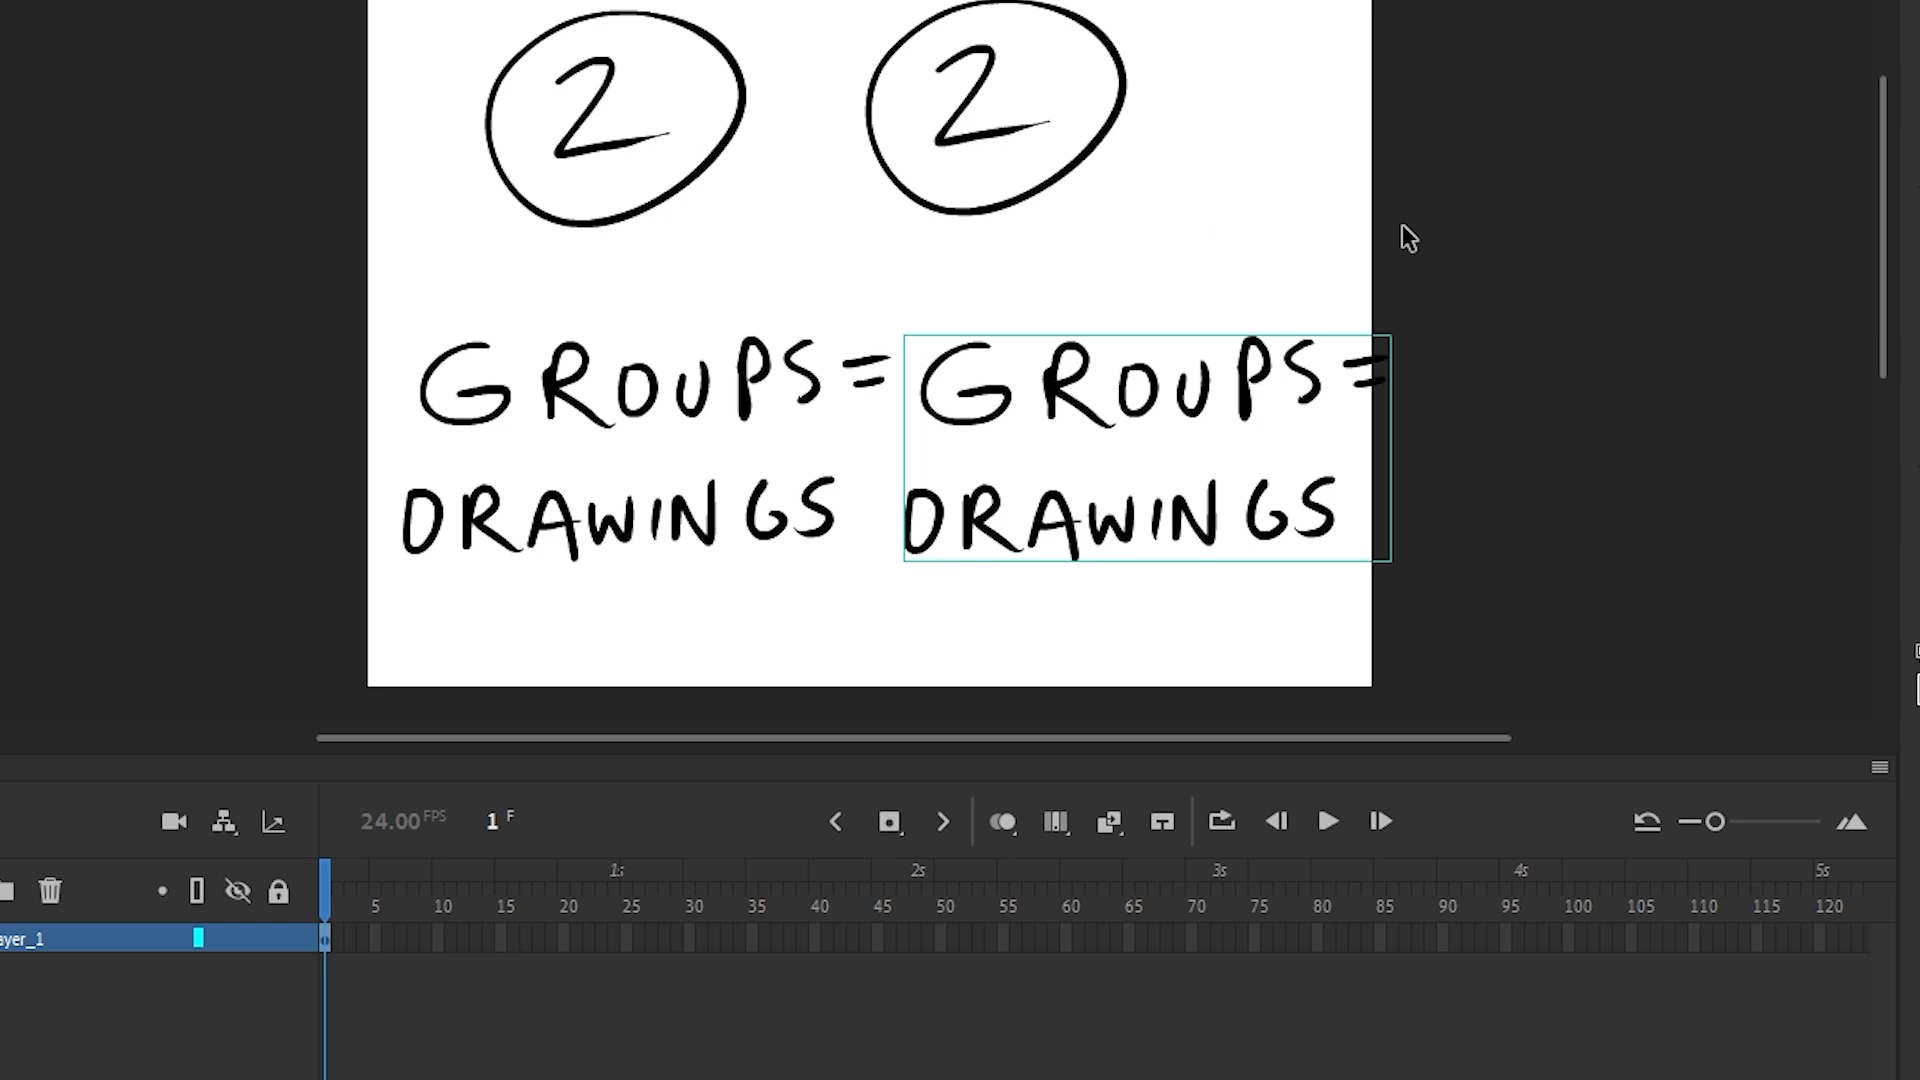 2 2
GROUPS= GROUPS=
DRAWINGS DRAWINGS
24.00 FPS 1 F
1s 2s 3s 4s 5s
5 10 15 20 25 30 35 40 45 50 55 60 65 70 75 80 85 90 95 100 105 110 115 120
ayer_1